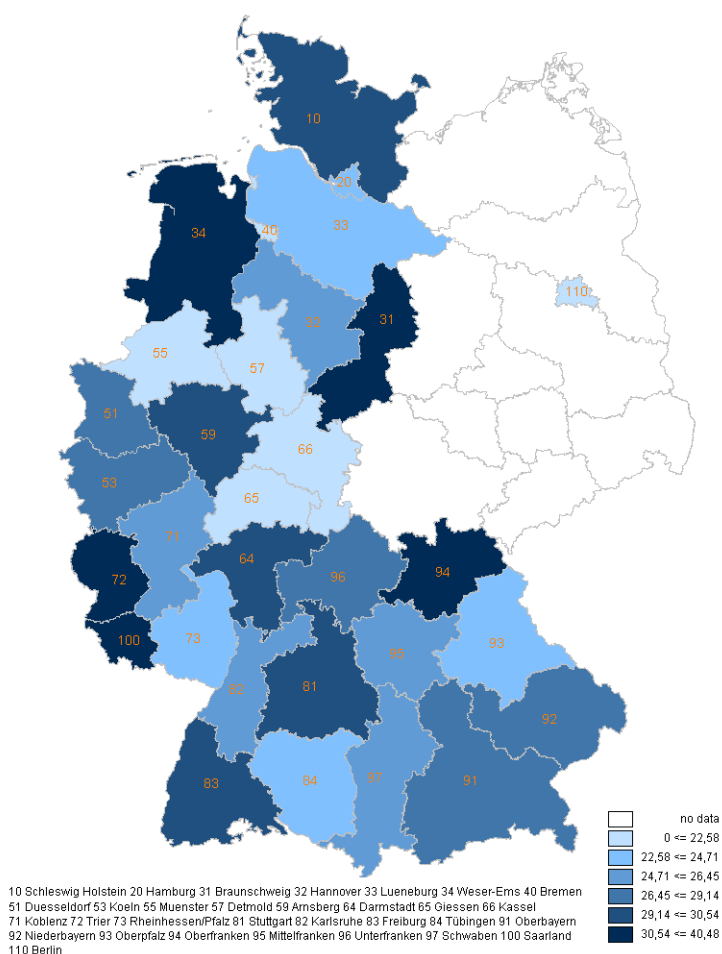 10
20
33
40
34
110
31
32
55
57
51
59
66
53
65
71
64
94
72
96
100
73
93
95
81
82
92
91
83
84
97
no data
0 <= 22,58
22,58 <= 24,71
24,71 <= 26,45
26,45 <= 29,14
29,14 <= 30,54
30,54 <= 40,48
10 Schleswig Holstein 20 Hamburg 31 Braunschweig 32 Hannover 33 Lueneburg 34 Weser-Ems 40 Bremen
51 Duesseldorf 53 Koeln 55 Muenster 57 Detmold 59 Arnsberg 64 Darmstadt 65 Giessen 66 Kassel
71 Koblenz 72 Trier 73 Rheinhessen/Pfalz 81 Stuttgart 82 Karlsruhe 83 Freiburg 84 Tübingen 91 Oberbayern
92 Niederbayern 93 Oberpfalz 94 Oberfranken 95 Mittelfranken 96 Unterfranken 97 Schwaben 100 Saarland
110 Berlin